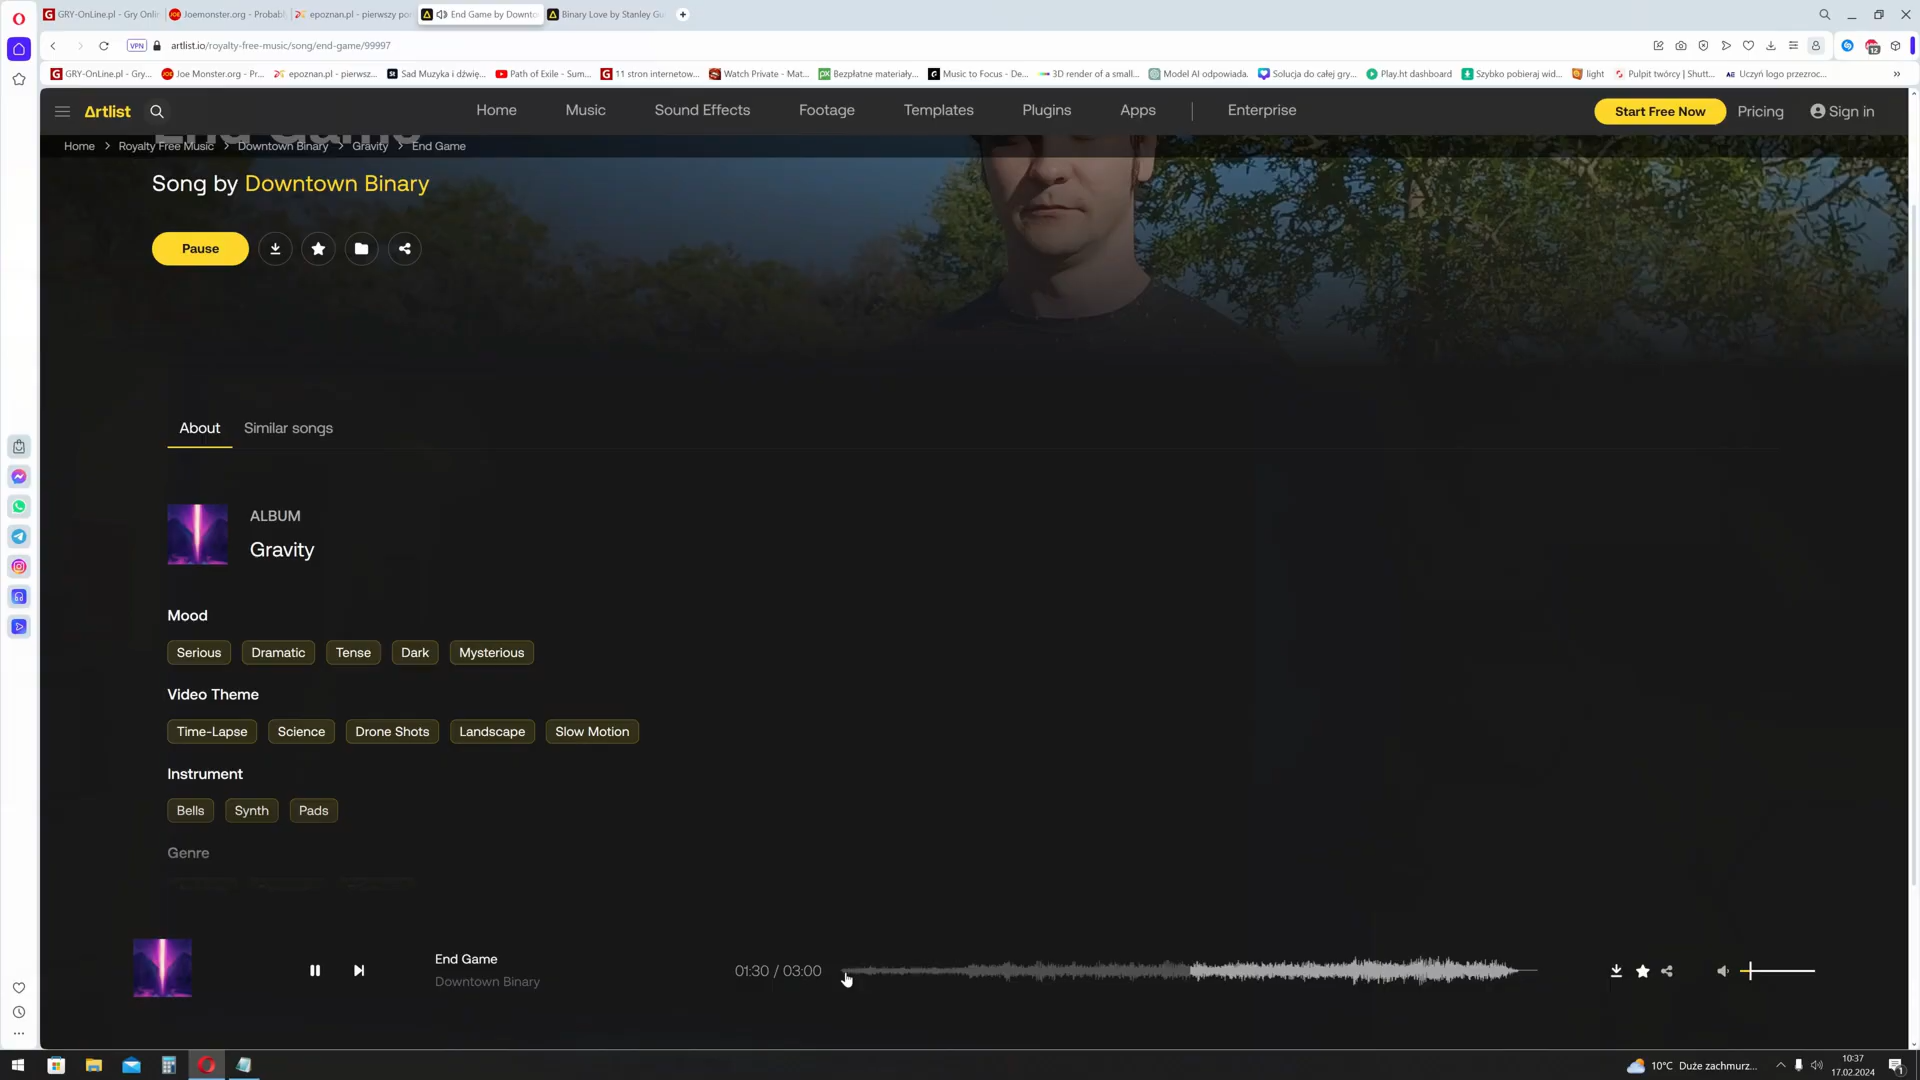 GRY-OnLine.pl - Gry Onli
Joemonster.org - Probabl
epoznan.pl - pierwszy po
End Game by Downto
Binary Love by Stanley Gu
VPN
artlist.io/royalty-free-music/song/end-game/99997
12
GRY-OnLine.pl - Gry...
Joe Monster.org - Pr...
epoznan.pl - pierwsz...
Sad Muzyka i dźwię...
Path of Exile - Sum...
11 stron internetow...
Watch Private - Mat...
Bezpłatne materiały...
Music to Focus - De...
3D render of a small...
Model AI odpowiada.
Solucja do całej gry...
Play.ht dashboard
Szybko pobieraj wid...
light
Pulpit twórcy | Shutt...
Uczyń logo przezroc...
Artlist
Home
Music
Sound Effects
Footage
Templates
Plugins
Apps
Enterprise
Start Free Now
Pricing
Sign in
End Game
Home > Royalty Free Music > Downtown Binary > Gravity > End Game
Song by Downtown Binary
Pause
About
Similar songs
ALBUM
Gravity
Mood
Serious
Dramatic
Tense
Dark
Mysterious
Video Theme
Time-Lapse
Science
Drone Shots
Landscape
Slow Motion
Instrument
Bells
Synth
Pads
Genre
End Game
Downtown Binary
01:30 / 03:00
10°C Duże zachmurz...
10:37
17.02.2024
1